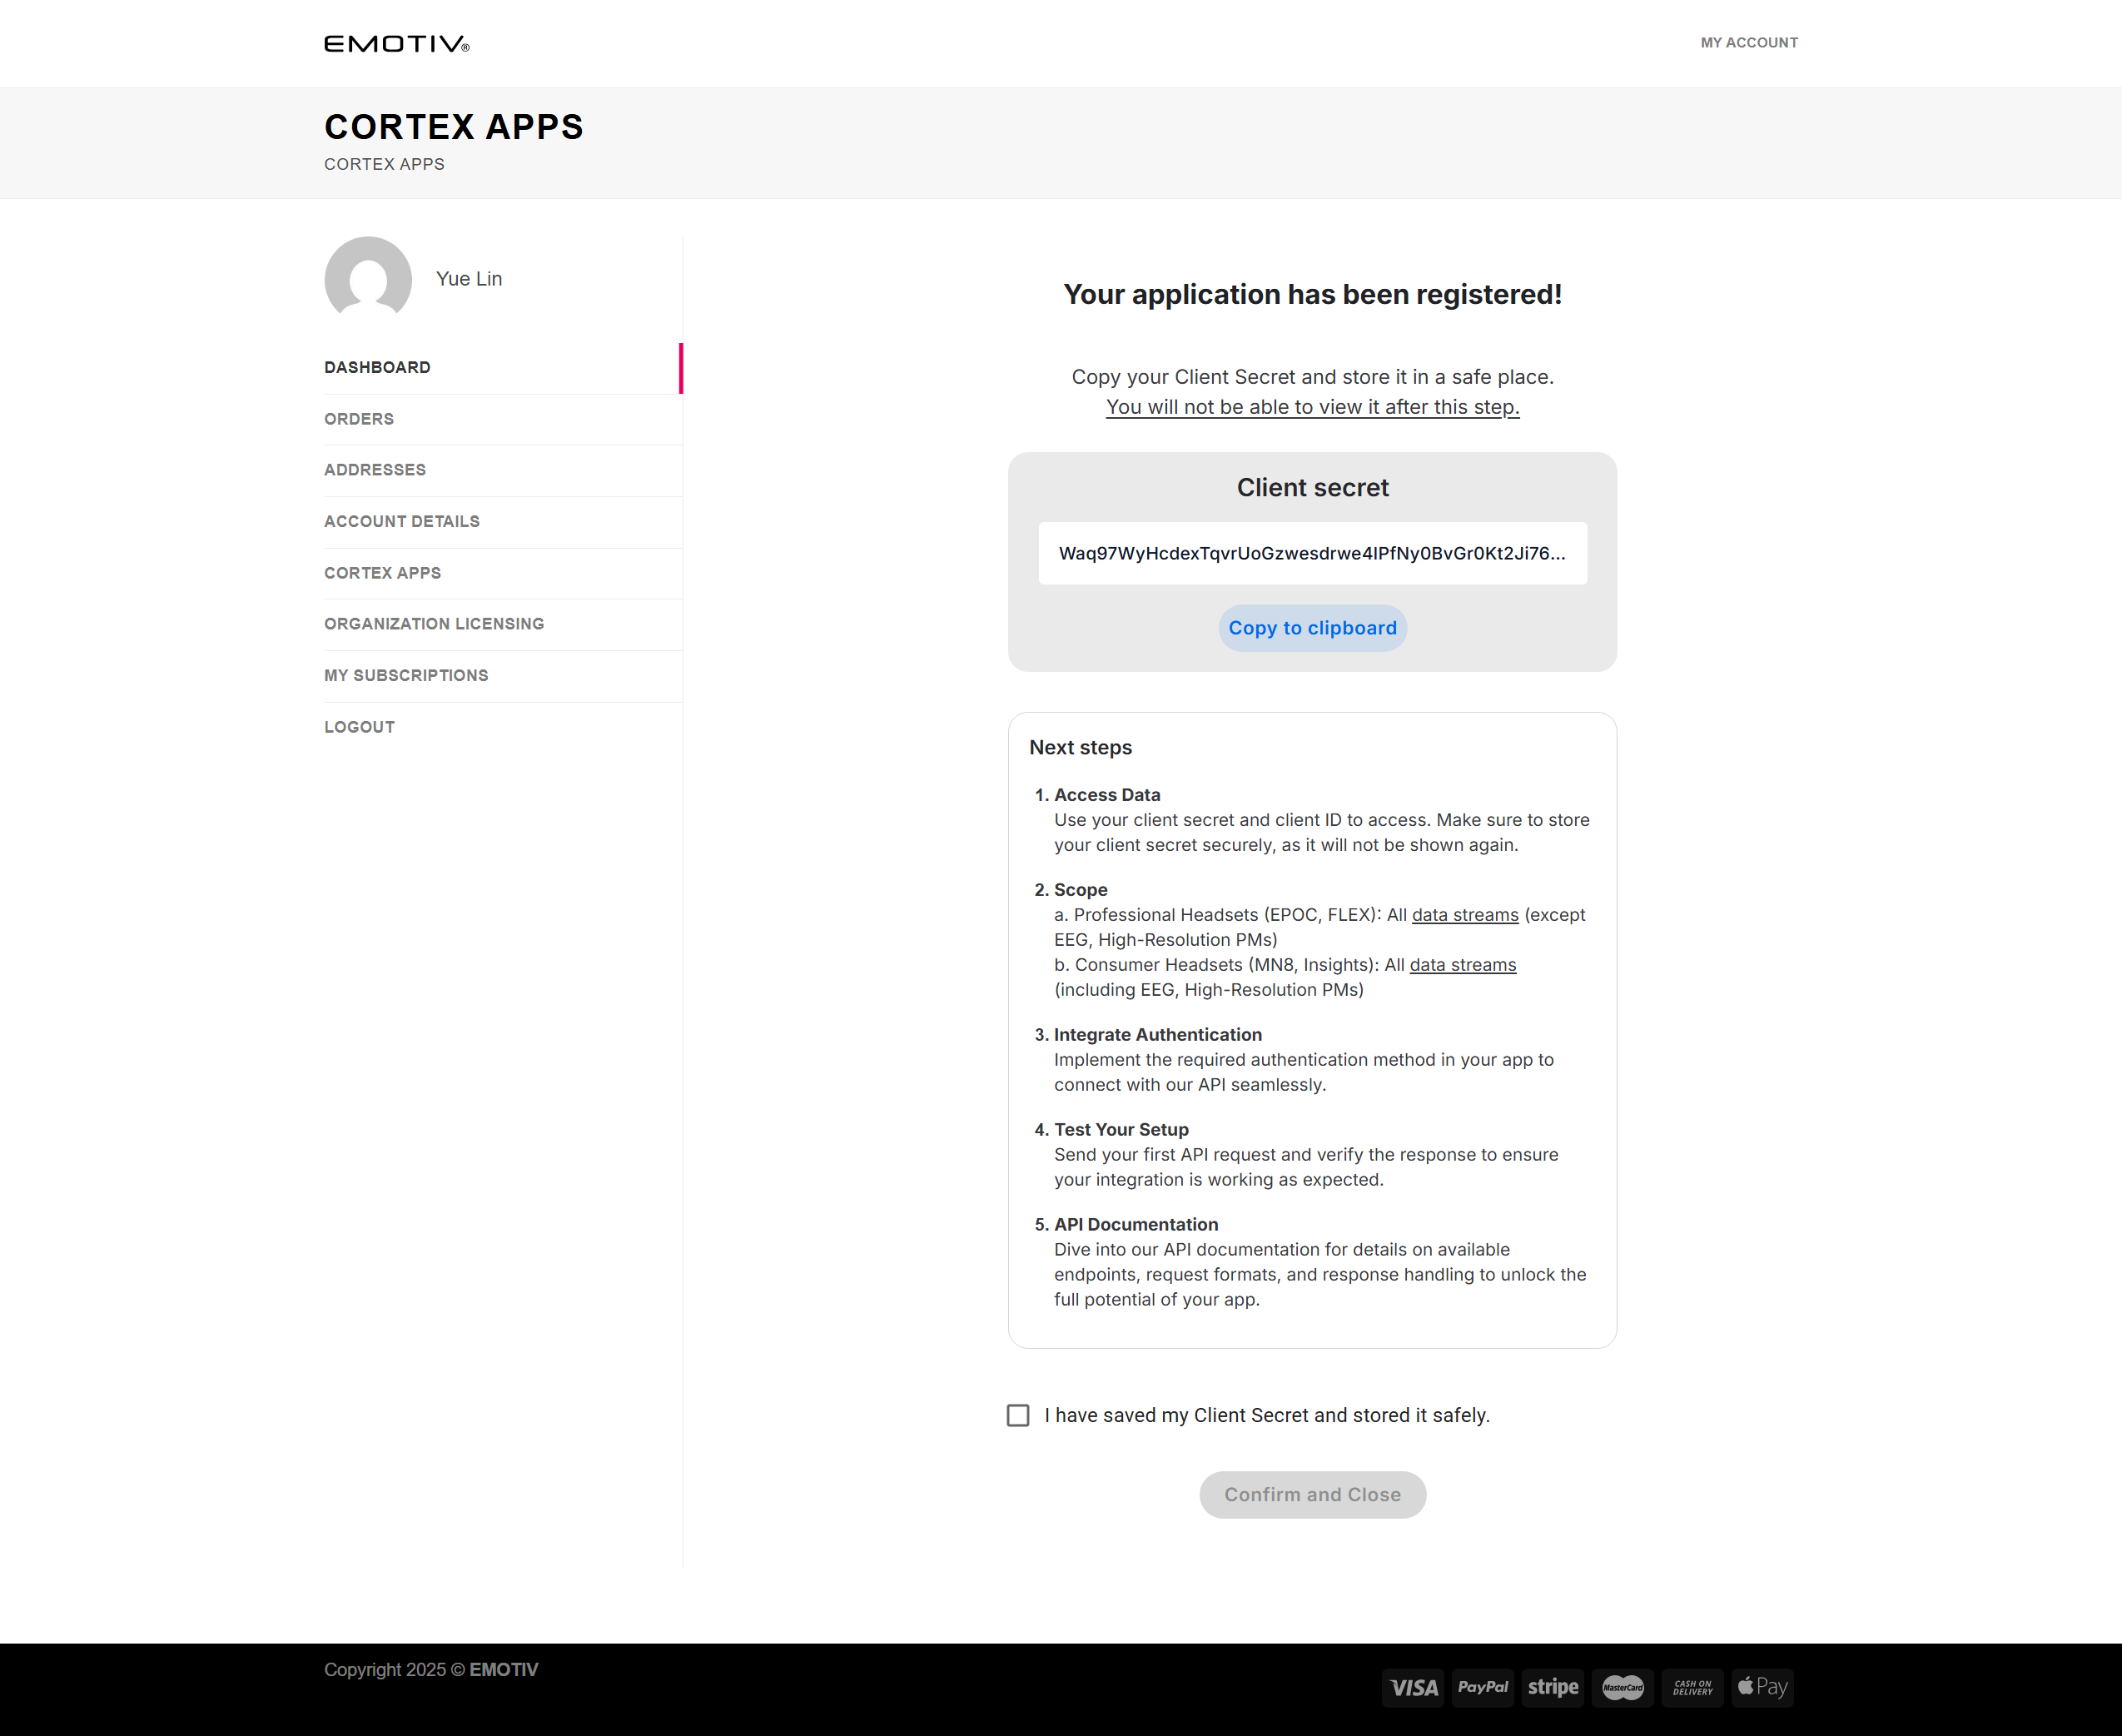 EMOTIV®
MY ACCOUNT
CORTEX APPS
CORTEX APPS
Yue Lin
DASHBOARD
ORDERS
ADDRESSES
ACCOUNT DETAILS
CORTEX APPS
ORGANIZATION LICENSING
MY SUBSCRIPTIONS
LOGOUT
Your application has been registered!
Copy your Client Secret and store it in a safe place.
You will not be able to view it after this step.
Client secret
Waq97WyHcdexTqvrUoGzwesdrwe4IPfNy0BvGr0Kt2Ji76...
Copy to clipboard
Next steps
1. Access Data
Use your client secret and client ID to access. Make sure to store
your client secret securely, as it will not be shown again.
2. Scope
a. Professional Headsets (EPOC, FLEX): All data streams (except
EEG, High-Resolution PMs)
b. Consumer Headsets (MN8, Insights): All data streams
(including EEG, High-Resolution PMs)
3. Integrate Authentication
Implement the required authentication method in your app to
connect with our API seamlessly.
4. Test Your Setup
Send your first API request and verify the response to ensure
your integration is working as expected.
5. API Documentation
Dive into our API documentation for details on available
endpoints, request formats, and response handling to unlock the
full potential of your app.
I have saved my Client Secret and stored it safely.
Confirm and Close
Copyright 2025 © EMOTIV
VISA PayPal stripe MasterCard CASH ON DELIVERY Pay